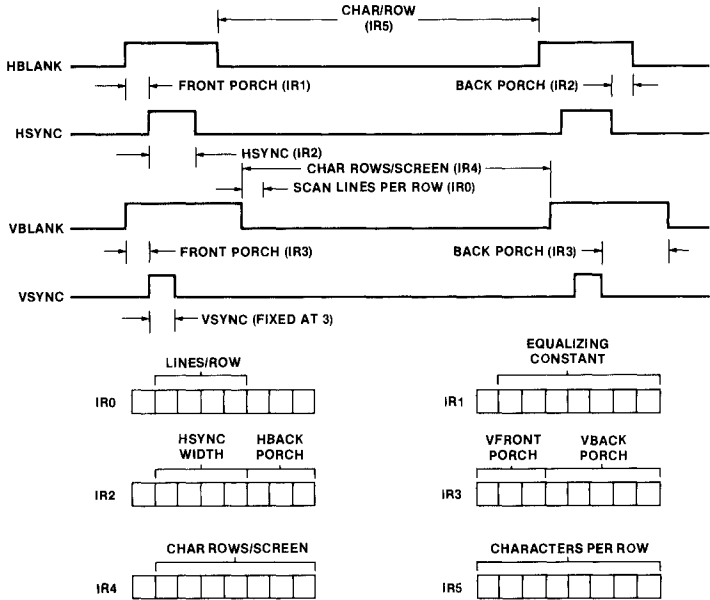 CHAR/ROW
(IR5)
HBLANK
FRONT PORCH (IR1)
BACK PORCH (IR2)
HSYNC
HSYNC (IR2)
CHAR ROWS/SCREEN (IR4)
SCAN LINES PER ROW (IR0)
VBLANK
FRONT PORCH (IR3)
BACK PORCH (IR3)
VSYNC
VSYNC (FIXED AT 3)
LINES/ROW
IR0
EQUALIZING
CONSTANT
IR1
HSYNC
WIDTH
HBACK
PORCH
IR2
VFRONT
PORCH
VBACK
PORCH
IR3
CHAR ROWS/SCREEN
IR4
CHARACTERS PER ROW
IR5